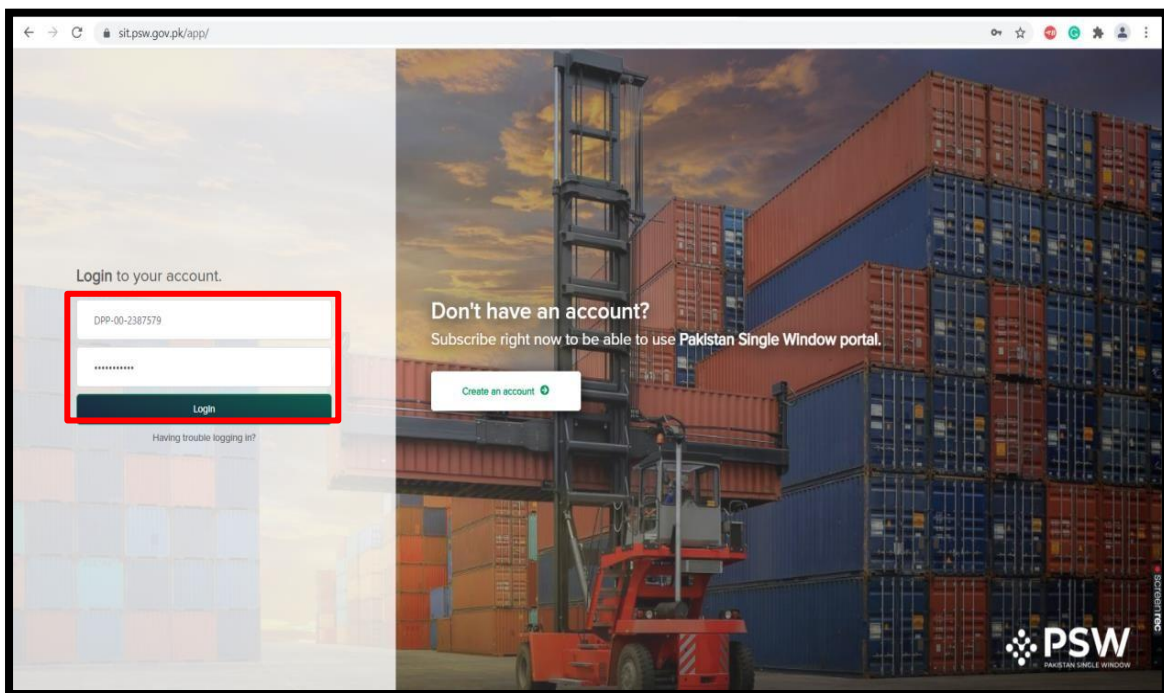 sit.psw.gov.pk/app/
Login to your account.
DPP-00-2387579
•••••••••••
Login
Having trouble logging in?
Don't have an account?
Subscribe right now to be able to use Pakistan Single Window portal.
Create an account
PSW
PAKISTAN SINGLE WINDOW
screenrec